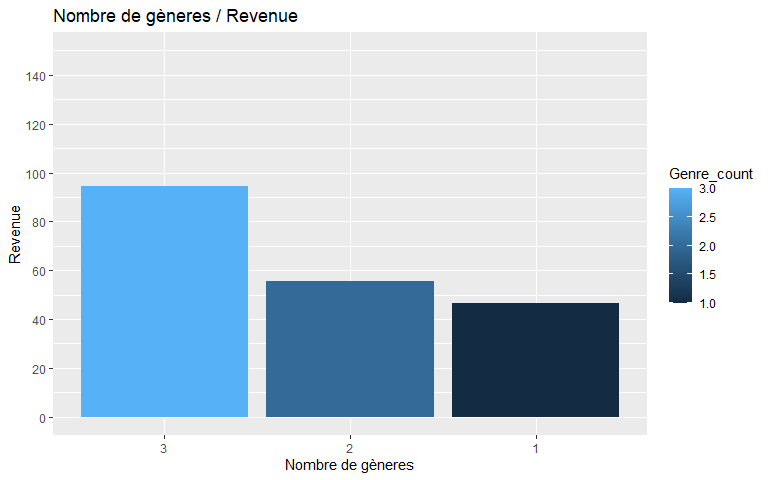 Nombre de gèneres / Revenue
140
120
100
80
60
40
20
0
Revenue
3 2 1
Nombre de gèneres
Genre_count
3.0
2.5
2.0
1.5
1.0